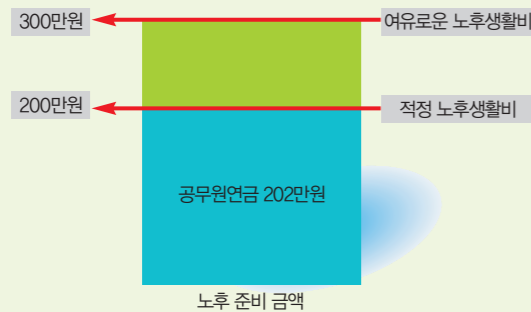 300만원
여유로운 노후생활비
200만원
적정 노후생활비
공무원연금 202만원
노후 준비 금액